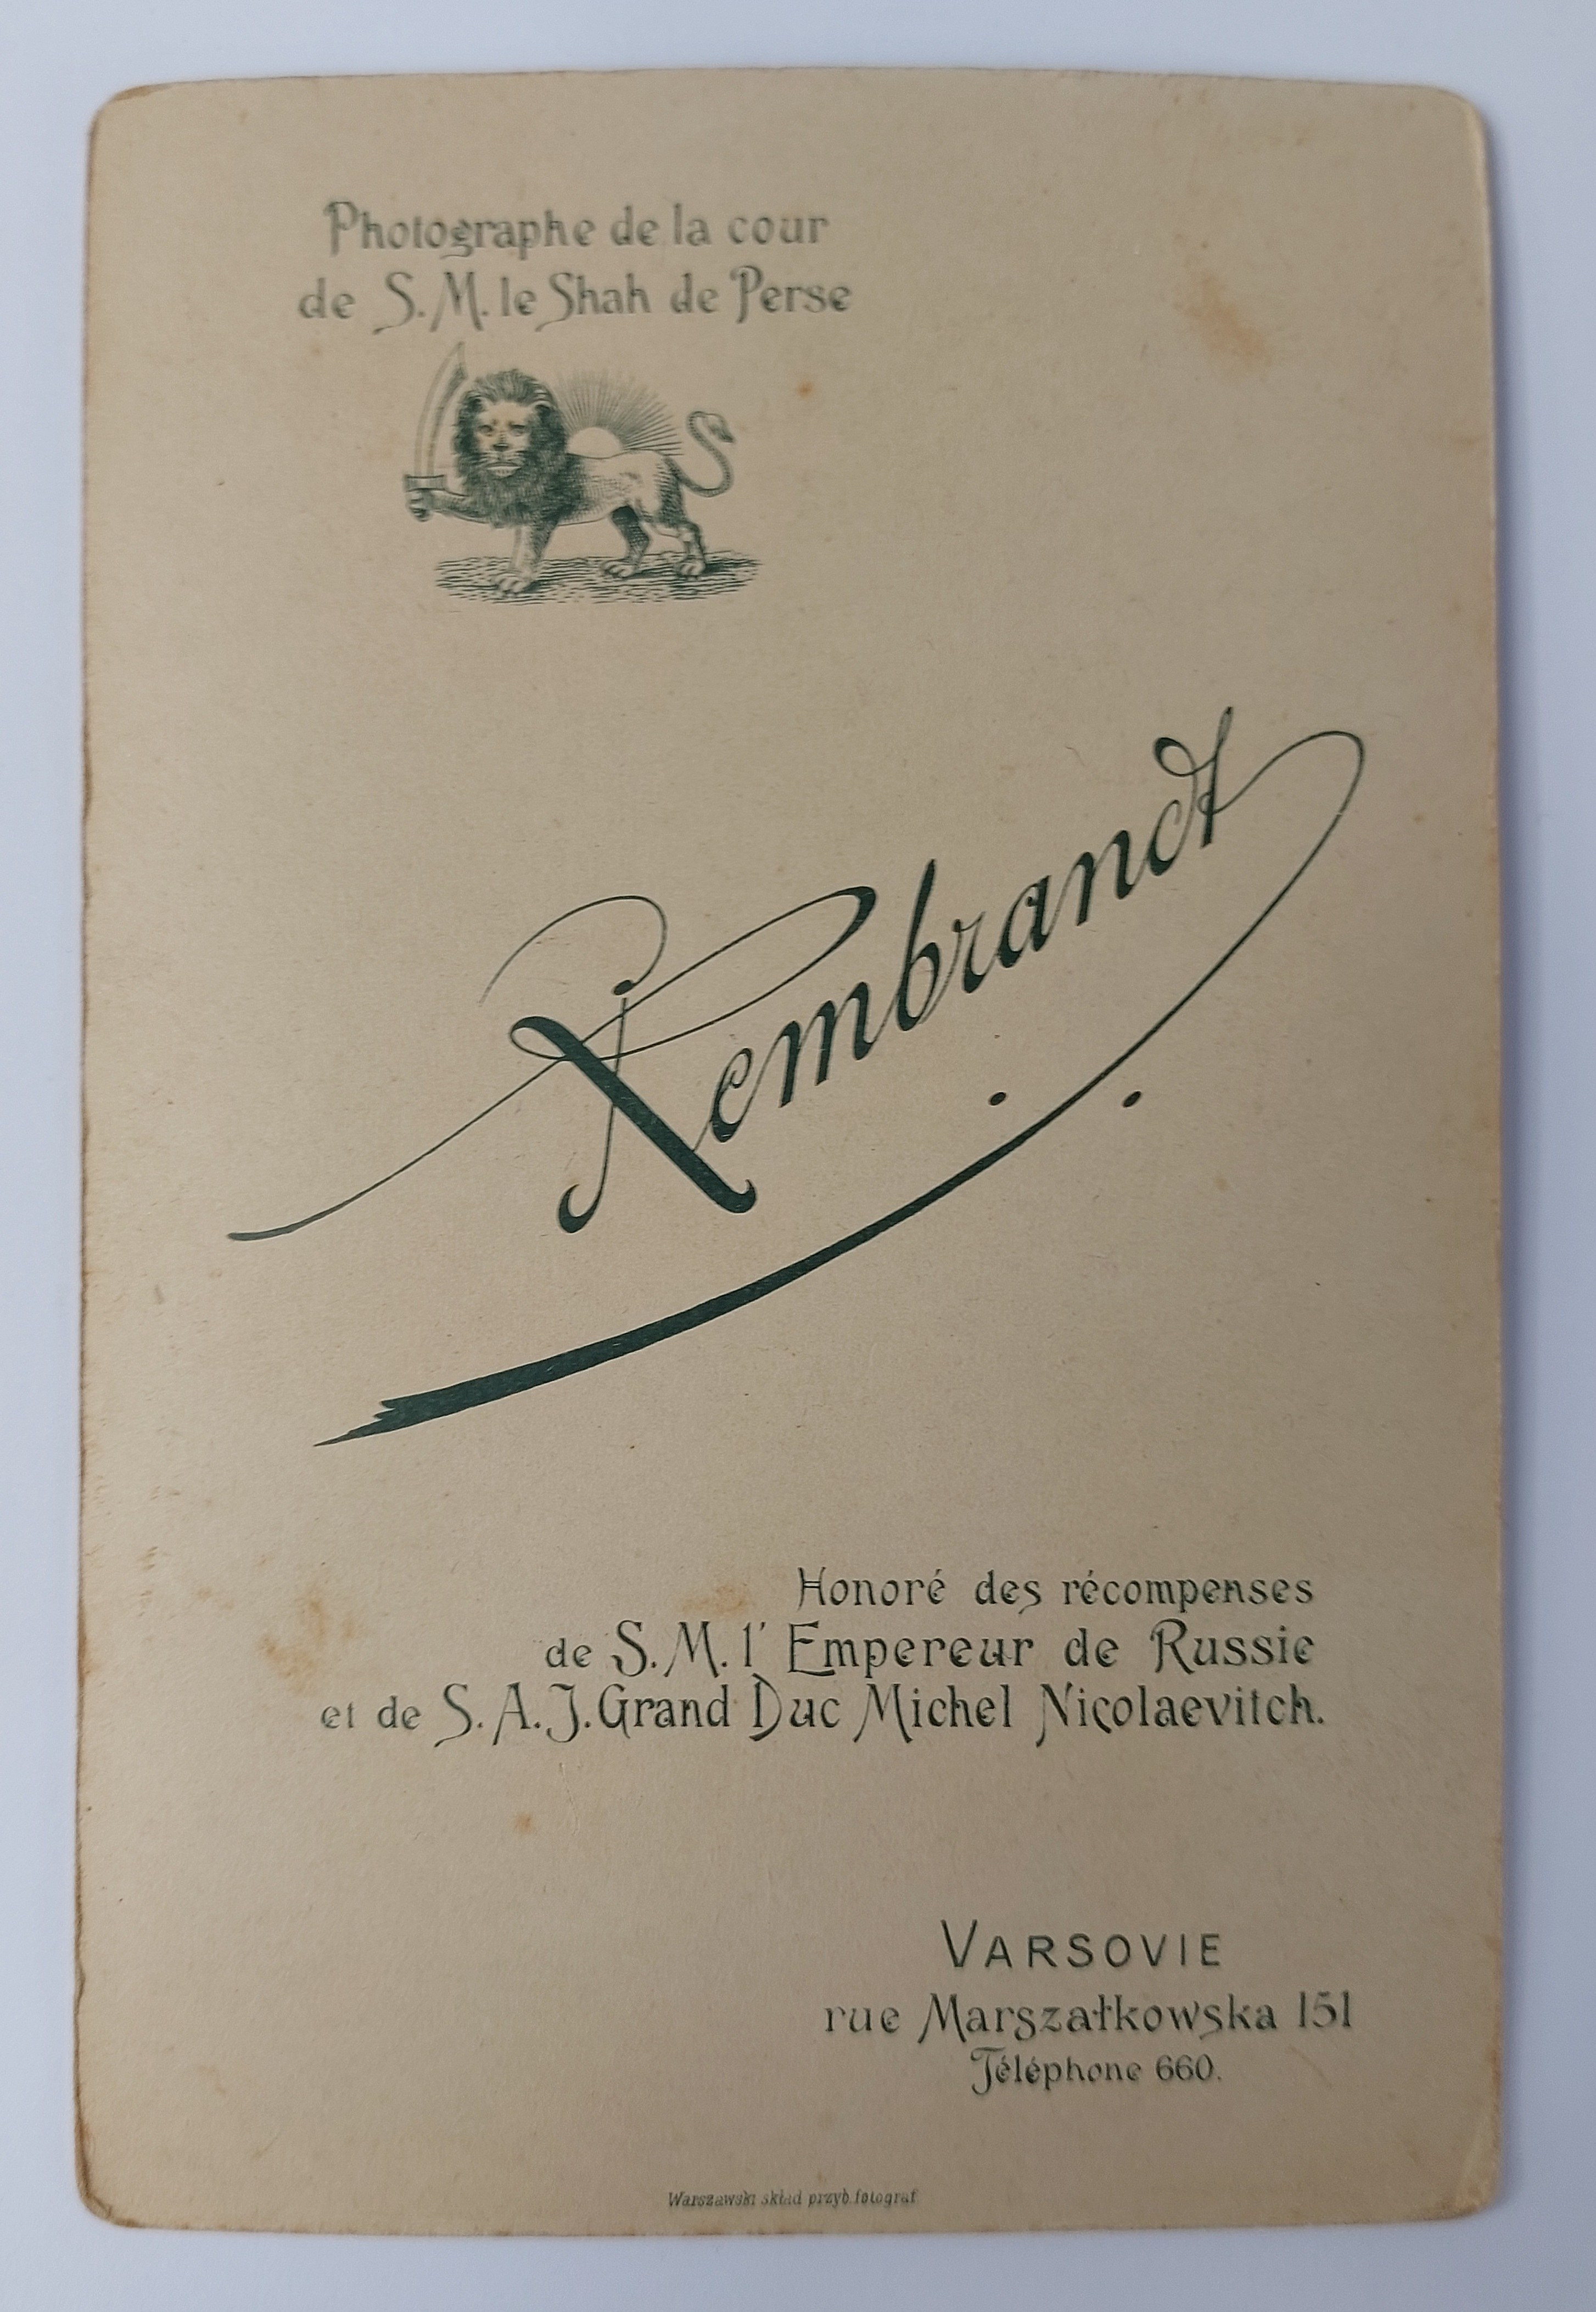 Photographe de la cour
de S. M. le Shah de Perse
Rembrandt
Honoré des récompenses
de S. M. l' Empereur de Russie
et de S. A. J. Grand Duc Michel Nicolaevitch.
VARSOVIE
rue Marszałkowska 151
Téléphone 660.
Warszawski skład przyb. fotograf